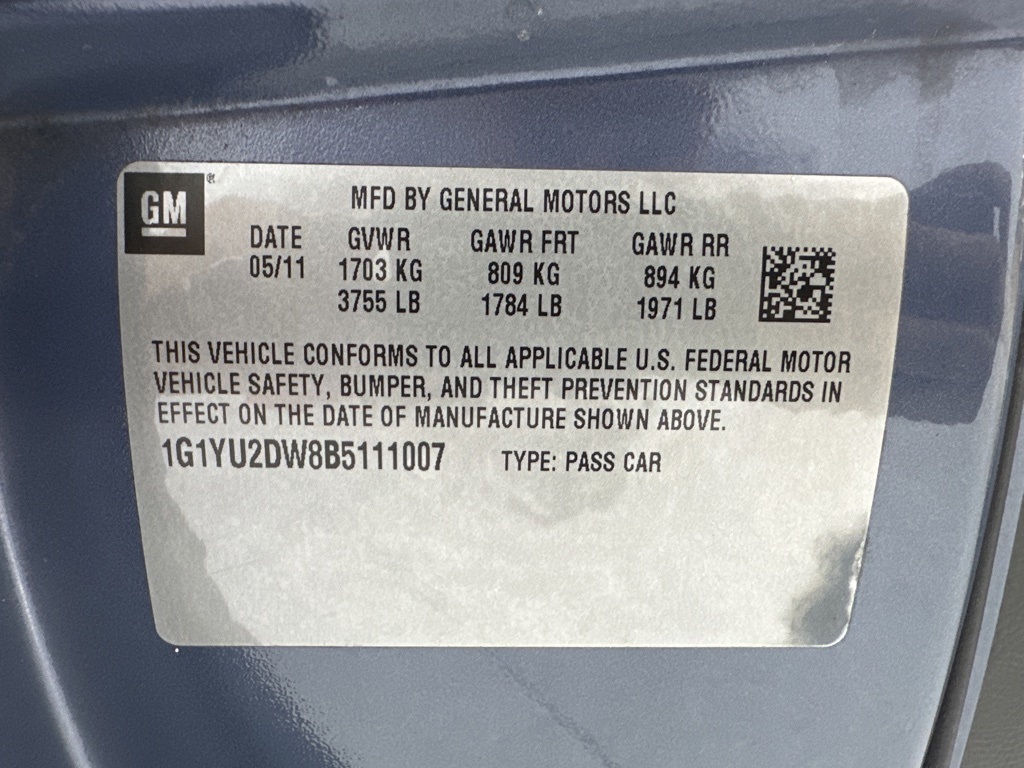 GM®
MFD BY GENERAL MOTORS LLC
DATE GVWR GAWR FRT GAWR RR
05/11 1703 KG 809 KG 894 KG
3755 LB 1784 LB 1971 LB
THIS VEHICLE CONFORMS TO ALL APPLICABLE U.S. FEDERAL MOTOR
VEHICLE SAFETY, BUMPER, AND THEFT PREVENTION STANDARDS IN
EFFECT ON THE DATE OF MANUFACTURE SHOWN ABOVE.
1G1YU2DW8B5111007 TYPE: PASS CAR